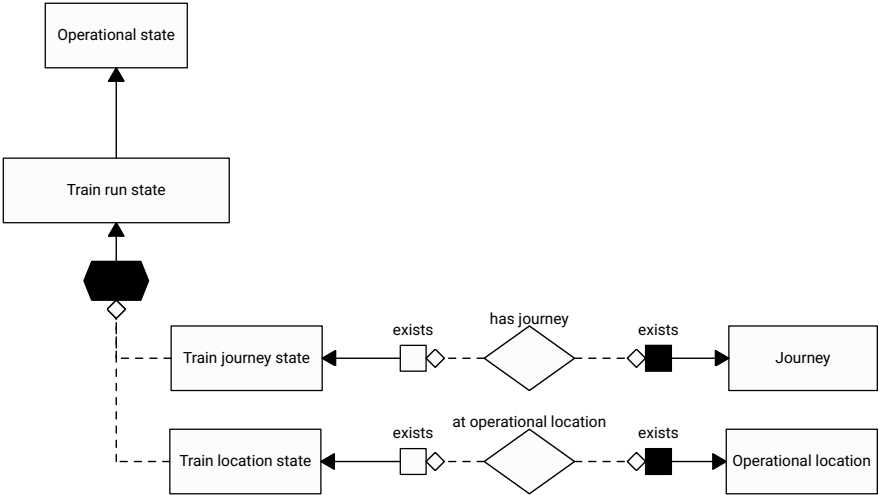 Operational state
Train run state
has journey
exists
exists
Train journey state
Journey
at operational location
exists
exists
Train location state
Operational location